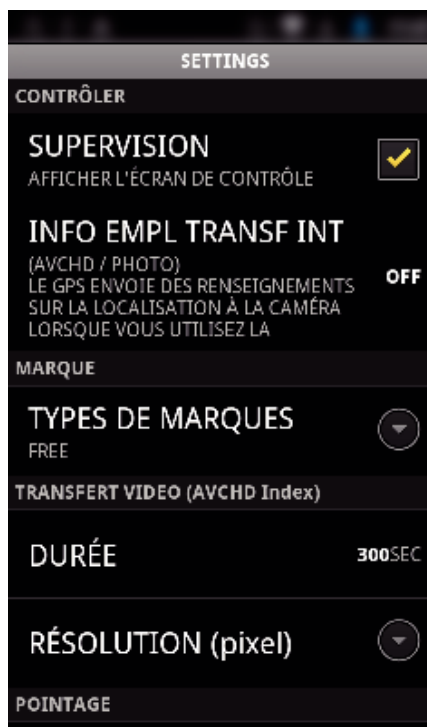 SETTINGS
CONTRÔLER
SUPERVISION
AFFICHER L'ÉCRAN DE CONTRÔLE
INFO EMPL TRANSF INT
(AVCHD / PHOTO)
LE GPS ENVOIE DES RENSEIGNEMENTS
SUR LA LOCALISATION À LA CAMÉRA
LORSQUE VOUS UTILISEZ LA
OFF
MARQUE
TYPES DE MARQUES
FREE
TRANSFERT VIDEO (AVCHD Index)
DURÉE
300SEC
RÉSOLUTION (pixel)
POINTAGE